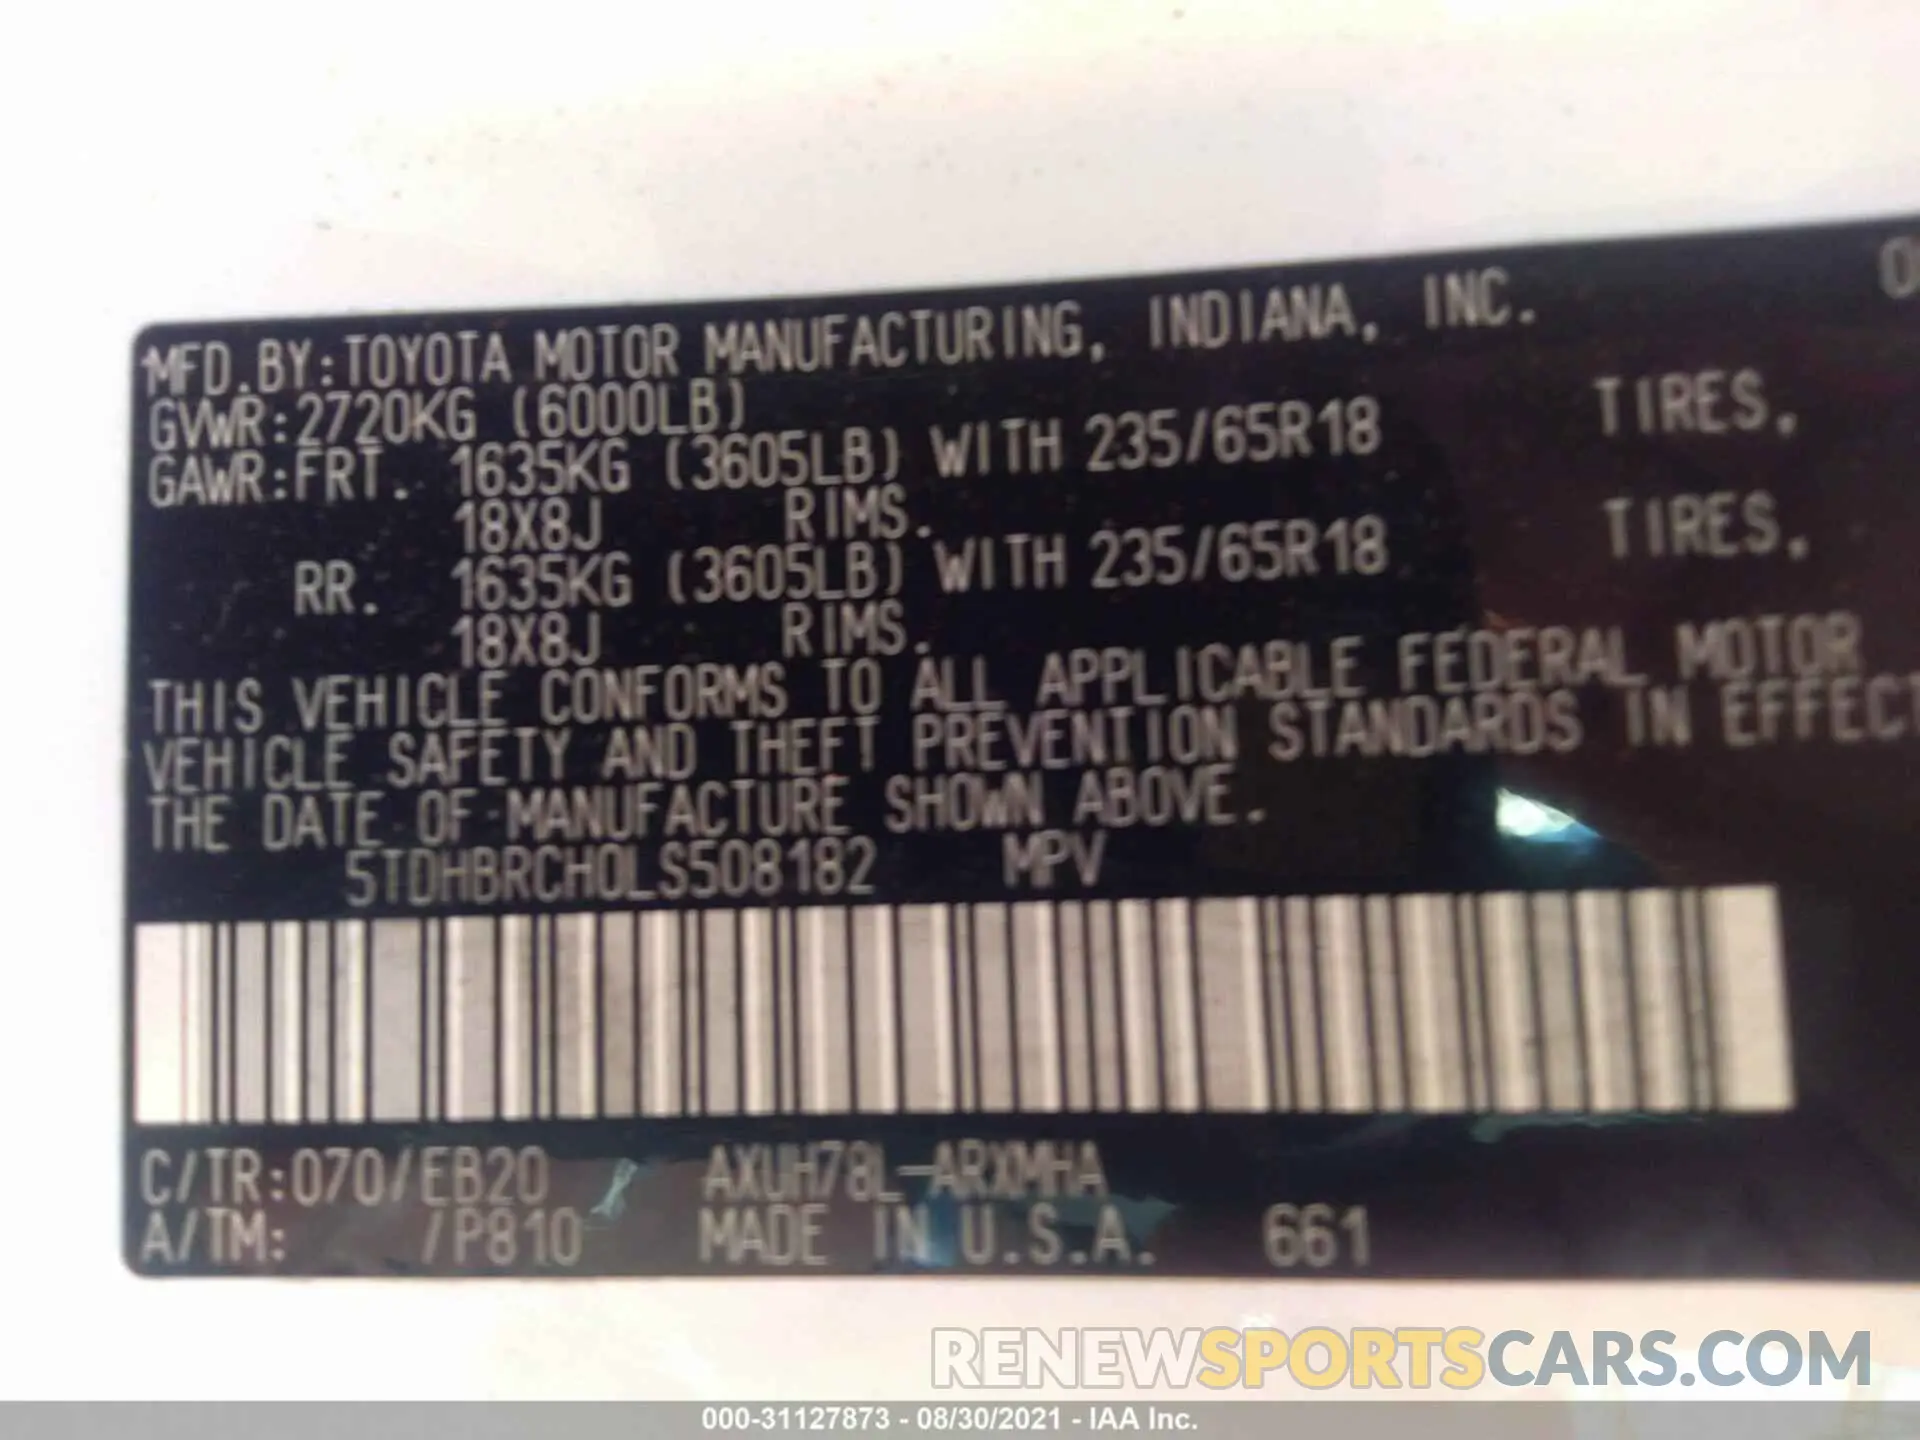 MFD.BY:TOYOTA MOTOR MANUFACTURING, INDIANA, INC.
GVWR:2720KG (6000LB)
GAWR:FRT. 1635KG (3605LB) WITH 235/65R18 TIRES,
18X8J RIMS.
RR. 1635KG (3605LB) WITH 235/65R18 TIRES,
18X8J RIMS.
THIS VEHICLE CONFORMS TO ALL APPLICABLE FEDERAL MOTOR
VEHICLE SAFETY AND THEFT PREVENTION STANDARDS IN EFFECT
THE DATE OF MANUFACTURE SHOWN ABOVE.
5TDHBRCH0LS508182 MPV
C/TR:070/EB20 AXUH78L-ARXMHA
A/TM: /P810 MADE IN U.S.A. 661
RENEWSPORTSCARS.COM
000-31127873 - 08/30/2021 - IAA Inc.